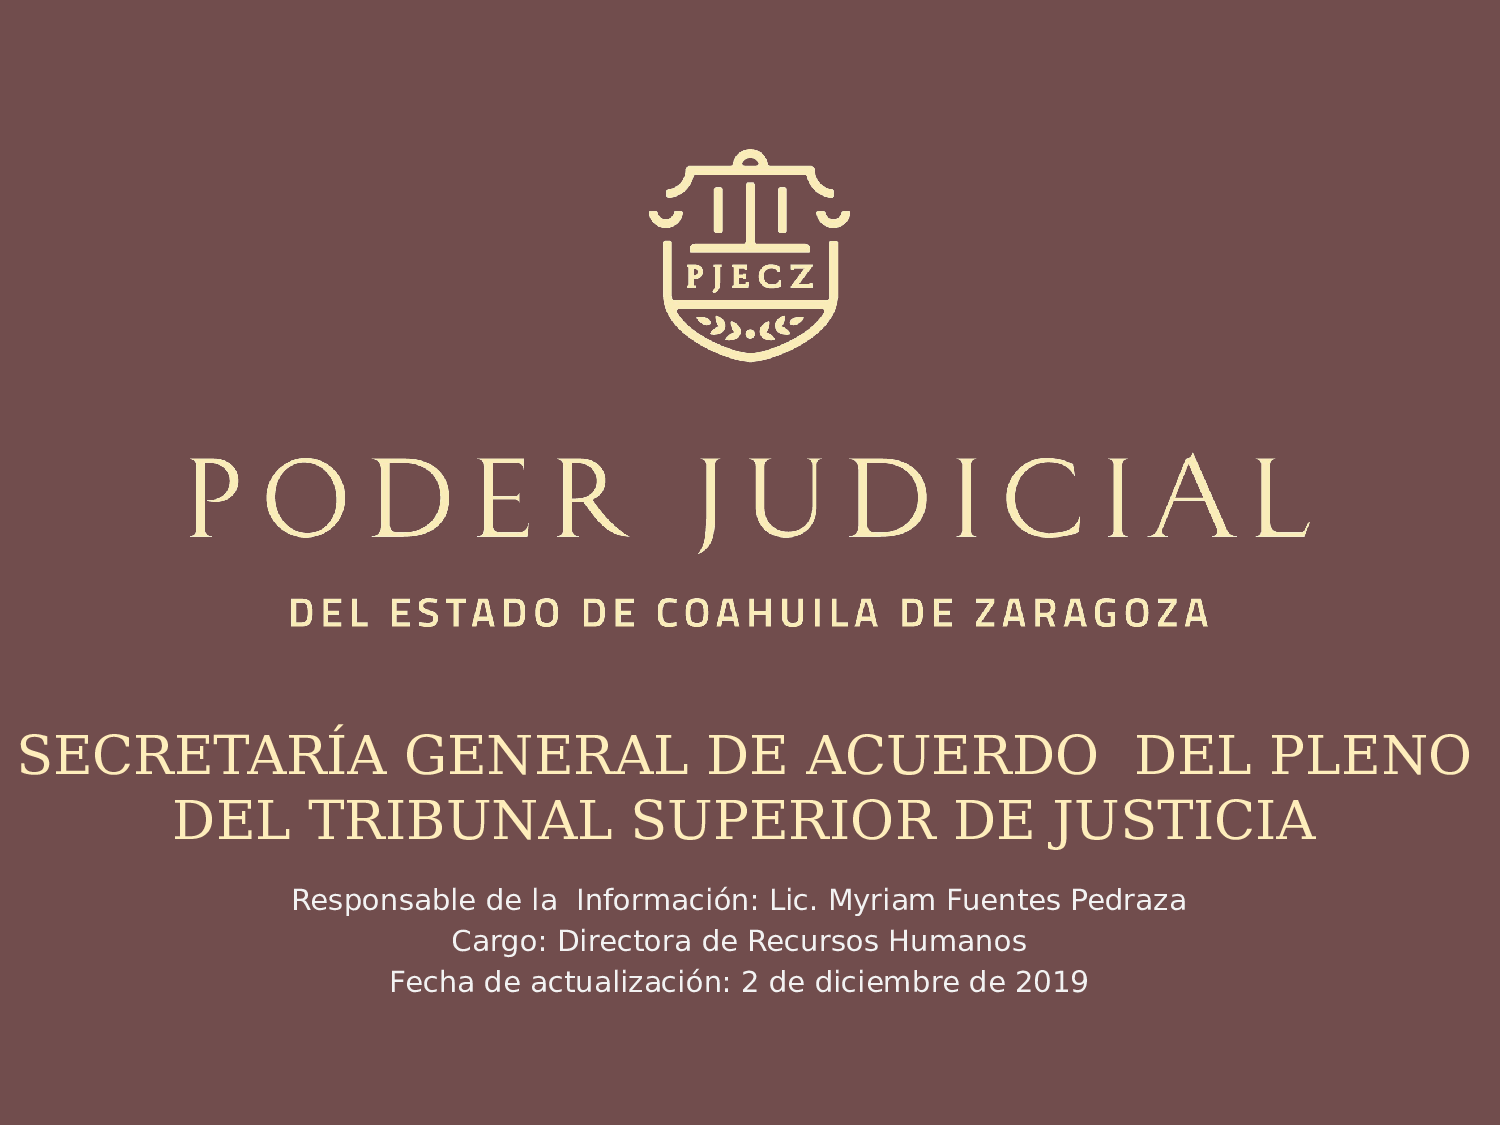 PJECZ
PODER JUDICIAL
DEL ESTADO DE COAHUILA DE ZARAGOZA
SECRETARÍA GENERAL DE ACUERDO  DEL PLENO
DEL TRIBUNAL SUPERIOR DE JUSTICIA
Responsable de la  Información: Lic. Myriam Fuentes Pedraza
Cargo: Directora de Recursos Humanos
Fecha de actualización: 2 de diciembre de 2019